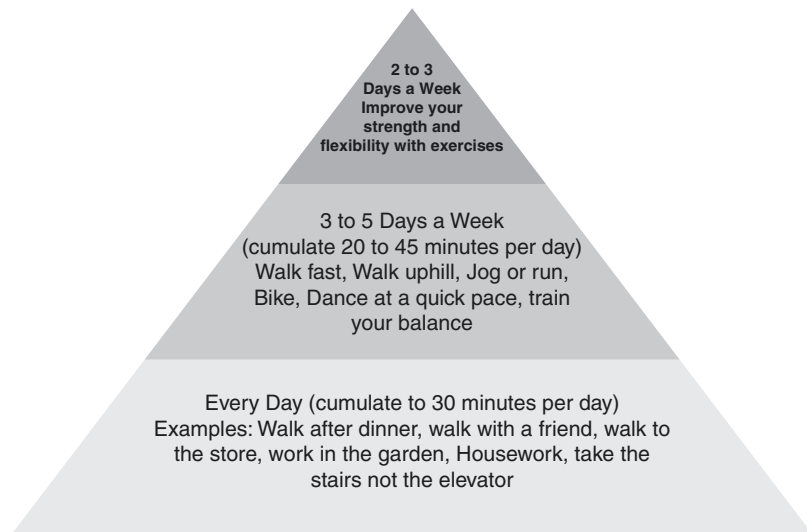 2 to 3
Days a Week
Improve your
strength and
flexibility with exercises
3 to 5 Days a Week
(cumulate 20 to 45 minutes per day)
Walk fast, Walk uphill, Jog or run,
Bike, Dance at a quick pace, train
your balance
Every Day (cumulate to 30 minutes per day)
Examples: Walk after dinner, walk with a friend, walk to
the store, work in the garden, Housework, take the
stairs not the elevator